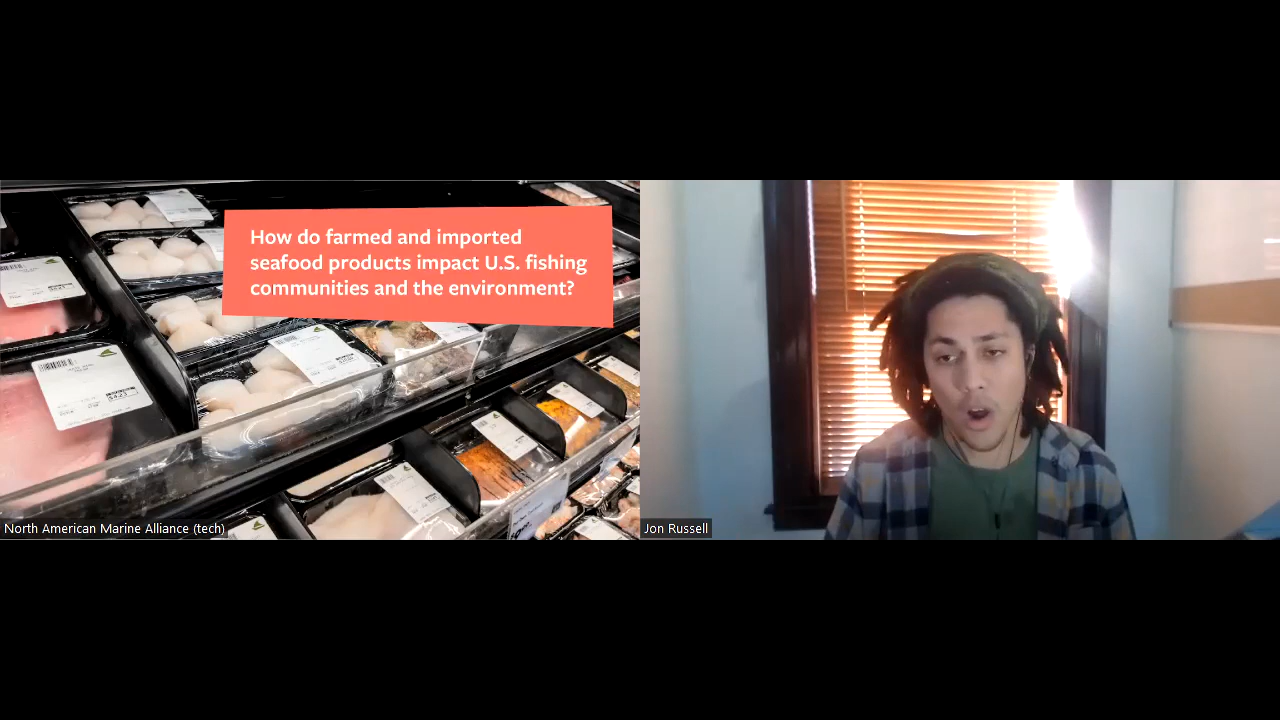 How do farmed and imported
seafood products impact U.S. fishing
communities and the environment?
North American Marine Alliance (tech)
Jon Russell